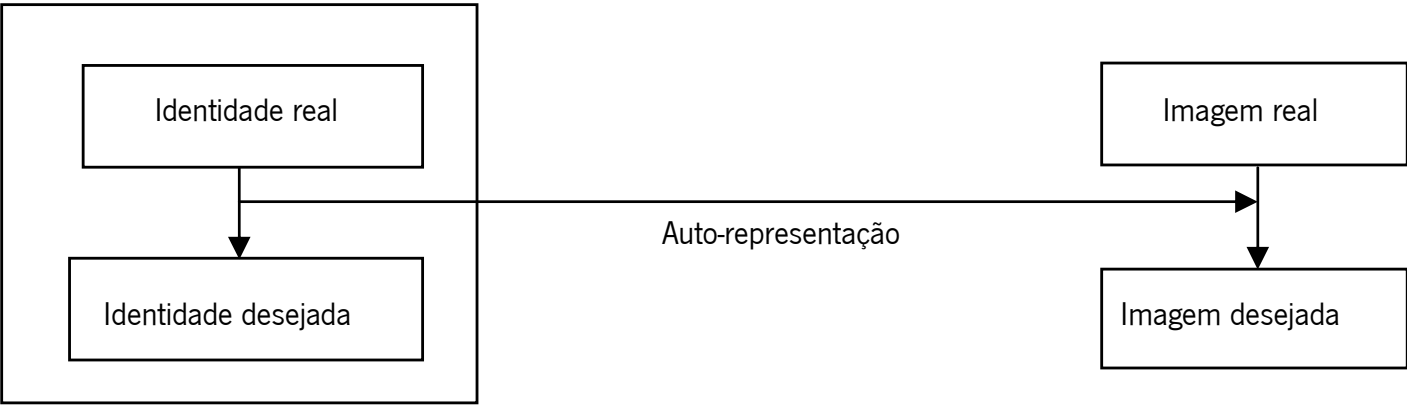 Identidade real
Imagem real
Auto-representação
Identidade desejada
Imagem desejada